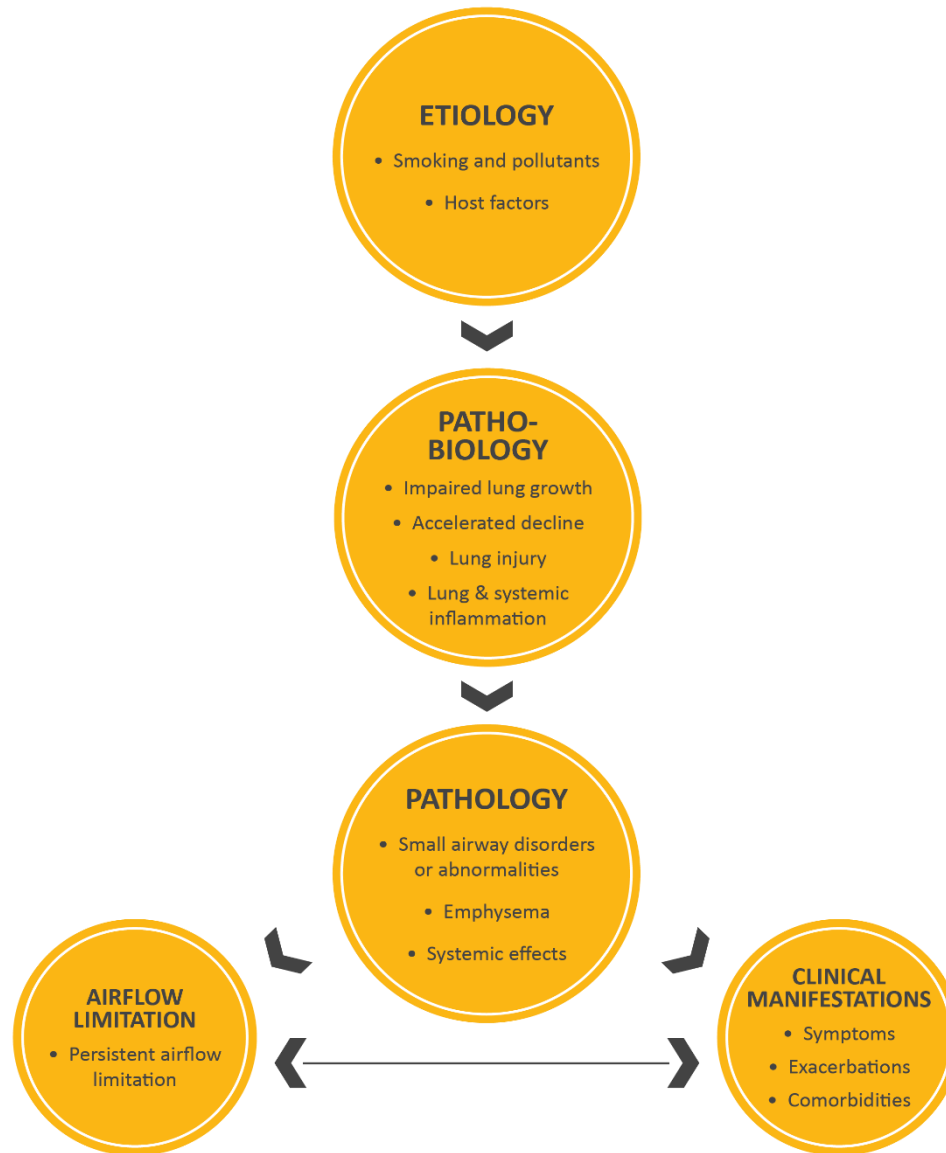 ETIOLOGY
• Smoking and pollutants
• Host factors
PATHO-
BIOLOGY
• Impaired lung growth
• Accelerated decline
• Lung injury
• Lung & systemic
inflammation
PATHOLOGY
• Small airway disorders
or abnormalities
• Emphysema
• Systemic effects
AIRFLOW
LIMITATION
• Persistent airflow
limitation
CLINICAL
MANIFESTATIONS
• Symptoms
• Exacerbations
• Comorbidities